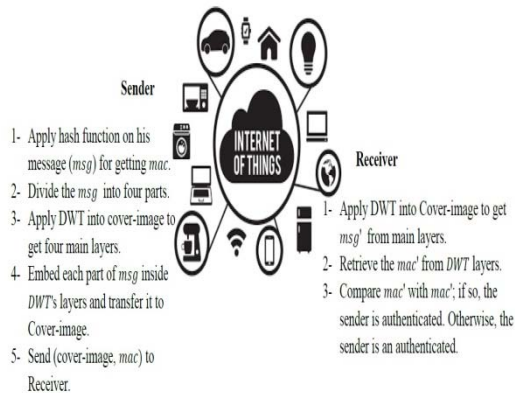 Sender
1- Apply hash function on his
message (msg) for getting mac.
2- Divide the msg into four parts.
3- Apply DWT into cover-image to
get four main layers.
4- Embed each part of msg inside
DWT's layers and transfer it to
Cover-image.
5- Send (cover-image, mac) to
Receiver.
INTERNET
OF THINGS
Receiver
1- Apply DWT into Cover-image to get
msg' from main layers.
2- Retrieve the mac' from DWT layers.
3- Compare mac' with mac'; if so, the
sender is authenticated. Otherwise, the
sender is an authenticated.